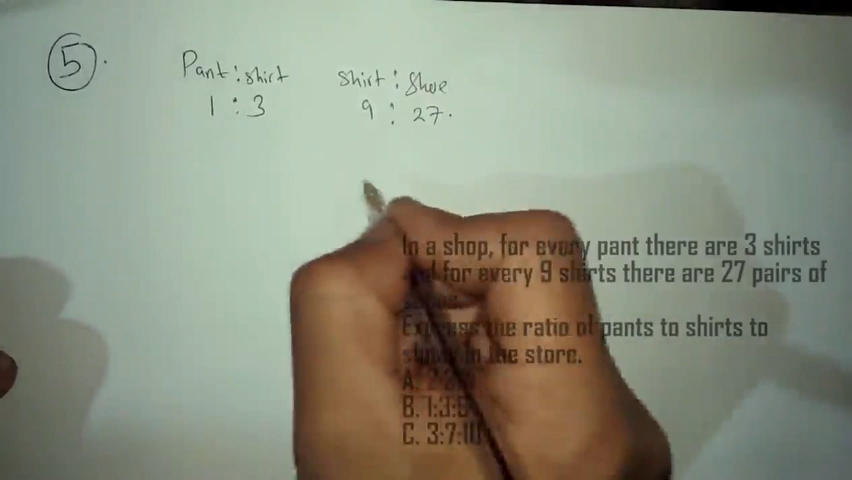 5.
Pant : shirt shirt : Shoe
1 : 3 9 : 27.
In a shop, for every pant there are 3 shirts
for every 9 shirts there are 27 pairs of
the ratio of pants to shirts to
in the store.
A.
B. 1:3:
C. 3:7: